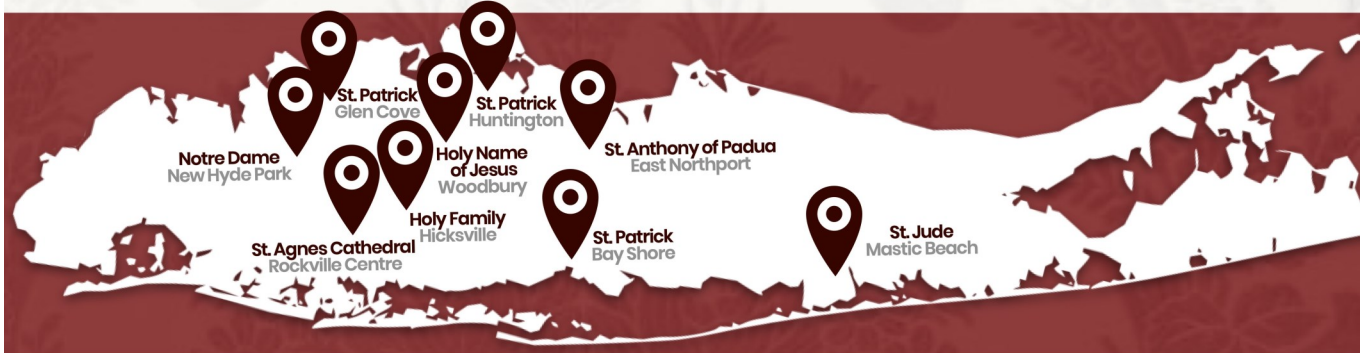 St. Patrick
Glen Cove
St. Patrick
Huntington
Notre Dame
New Hyde Park
Holy Name
of Jesus
Woodbury
St. Anthony of Padua
East Northport
Holy Family
Hicksville
St. Agnes Cathedral
Rockville Centre
St. Patrick
Bay Shore
St. Jude
Mastic Beach